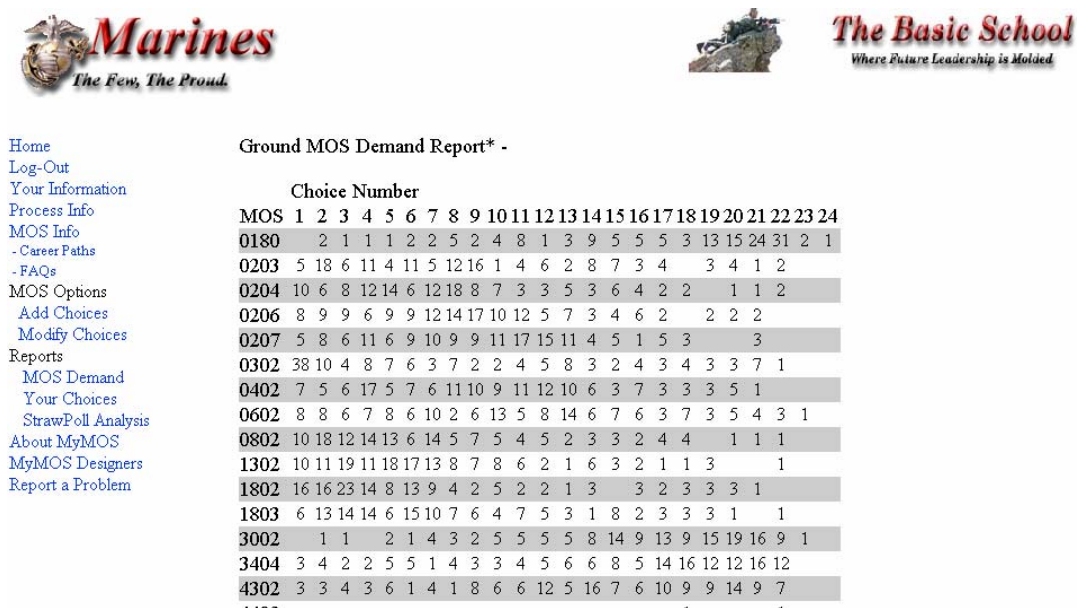 Marines
The Few, The Proud.
The Basic School
Where Future Leadership is Molded
Home
Log-Out
Your Information
Process Info
MOS Info
- Career Paths
- FAQs
MOS Options
Add Choices
Modify Choices
Reports
MOS Demand
Your Choices
StrawPoll Analysis
About MyMOS
MyMOS Designers
Report a Problem
Ground MOS Demand Report* -
Choice Number
MOS 1 2 3 4 5 6 7 8 9 10 11 12 13 14 15 16 17 18 19 20 21 22 23 24
0180 2 1 1 1 2 2 5 2 4 8 1 3 9 5 5 5 3 13 15 24 31 2 1
0203 5 18 6 11 4 11 5 12 16 1 4 6 2 8 7 3 4 3 4 1 2
0204 10 6 8 12 14 6 12 18 8 7 3 3 5 3 6 4 2 2 1 1 2
0206 8 9 9 6 9 9 12 14 17 10 12 5 7 3 4 6 2 2 2 2
0207 5 8 6 11 6 9 10 9 9 11 17 15 11 4 5 1 5 3 3
0302 38 10 4 8 7 6 3 7 2 2 4 5 8 3 2 4 3 4 3 3 7 1
0402 7 5 6 17 5 7 6 11 10 9 11 12 10 6 3 7 3 3 3 5 1
0602 8 8 6 7 8 6 10 2 6 13 5 8 14 6 7 6 3 7 3 5 4 3 1
0802 10 18 12 14 13 6 14 5 7 5 4 5 2 3 3 2 4 4 1 1 1
1302 10 11 19 11 18 17 13 8 7 8 6 2 1 6 3 2 1 1 3 1
1802 16 16 23 14 8 13 9 4 2 5 2 2 1 3 3 2 3 3 3 1
1803 6 13 14 14 6 15 10 7 6 4 7 5 3 1 8 2 3 3 3 1 1
3002 1 1 2 1 4 3 2 5 5 5 5 8 14 9 13 9 15 19 16 9 1
3404 3 4 2 2 5 5 1 4 3 3 4 5 6 6 8 5 14 16 12 12 16 12
4302 3 3 4 3 6 1 4 1 8 6 6 12 5 16 7 6 10 9 9 14 9 7